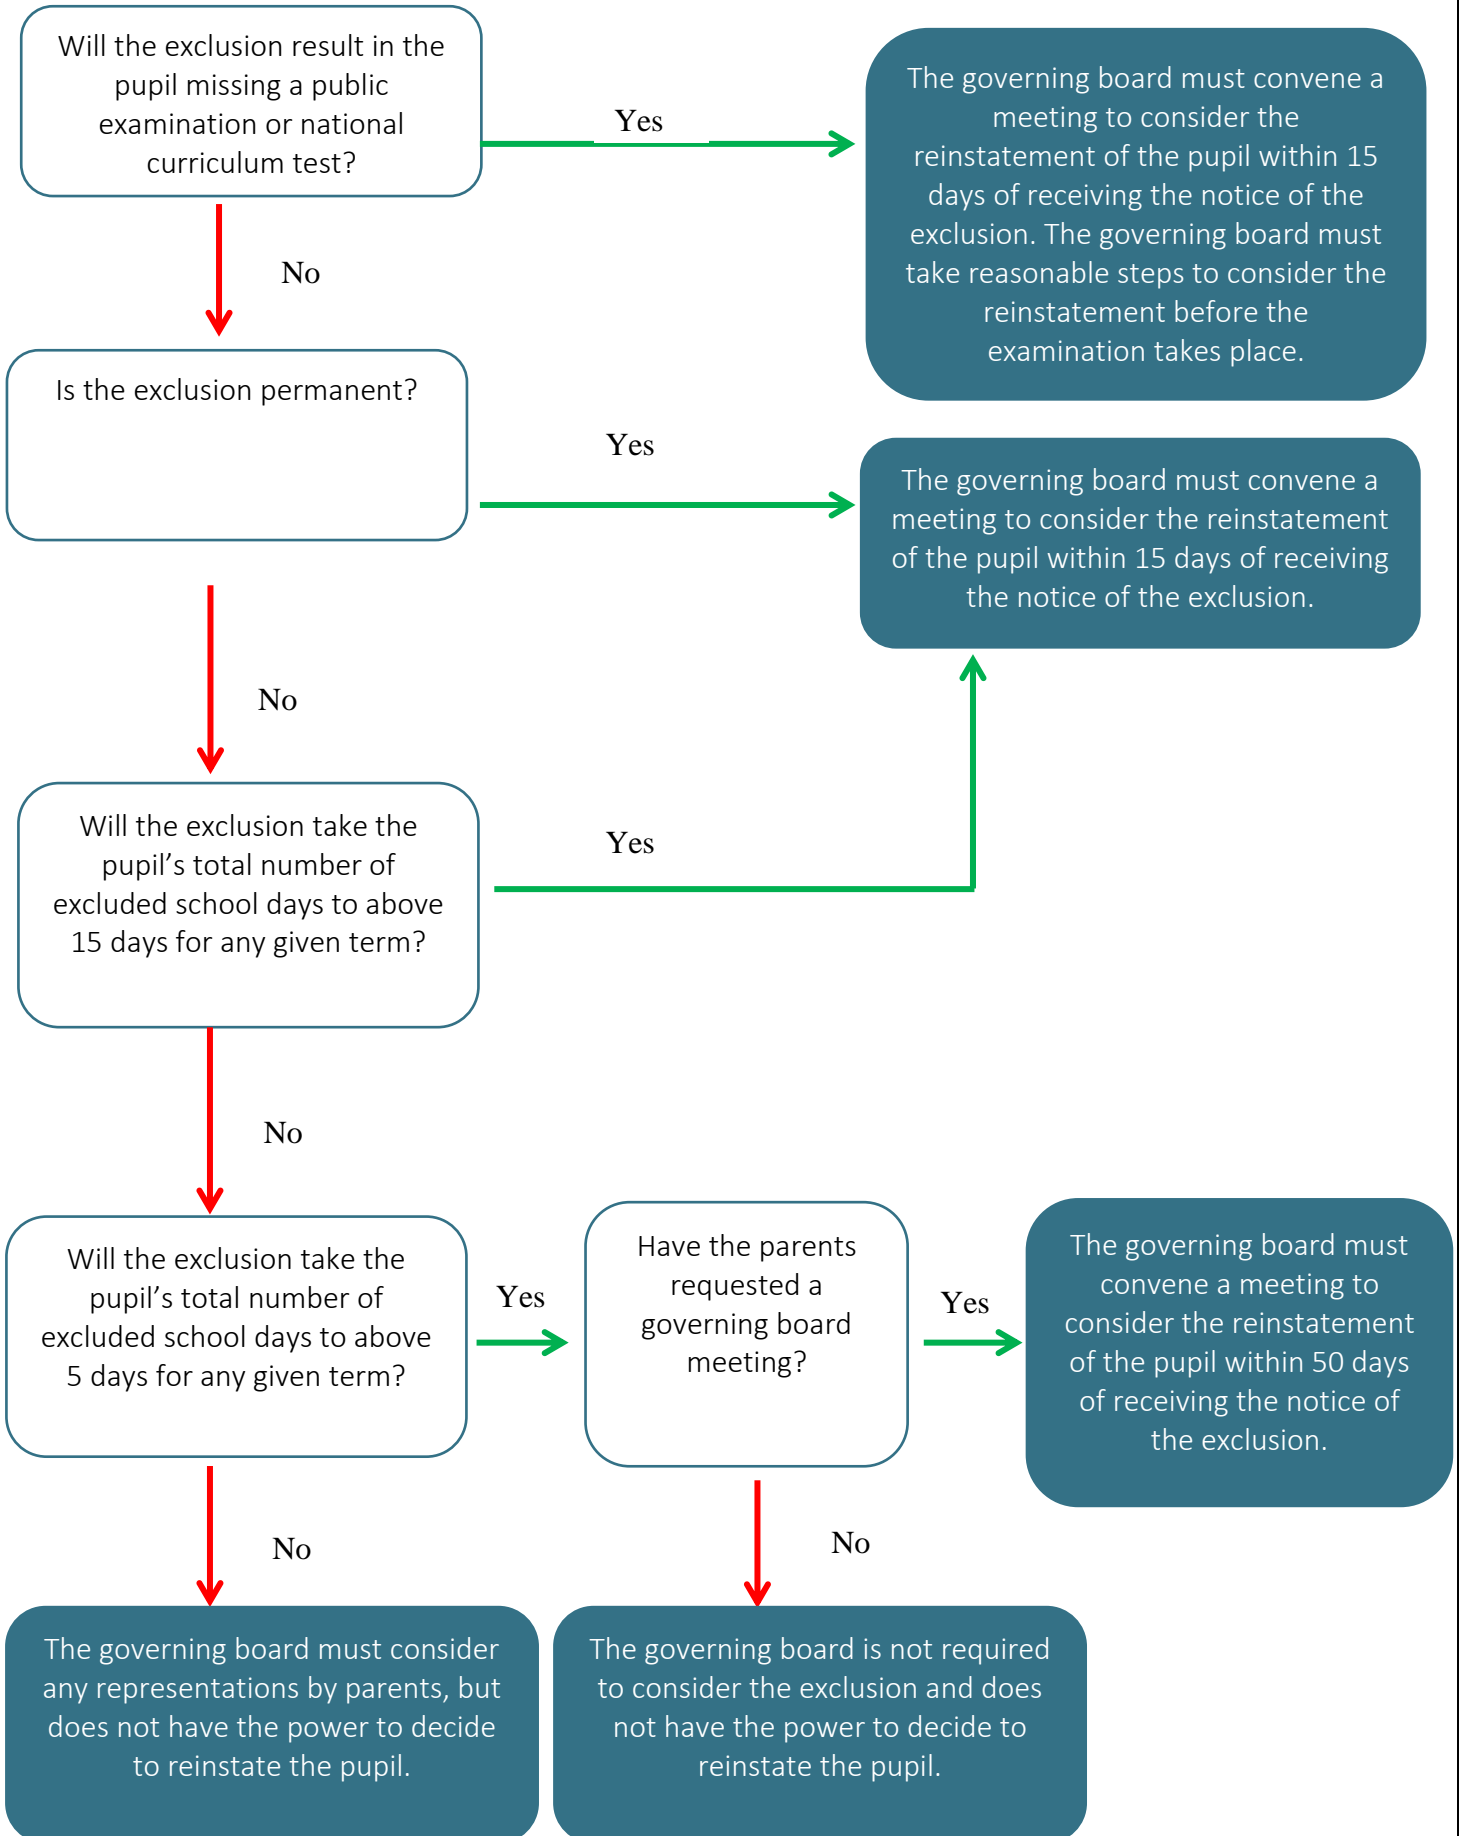 Will the exclusion result in the
pupil missing a public
examination or national
curriculum test?
Yes
The governing board must convene a
meeting to consider the
reinstatement of the pupil within 15
days of receiving the notice of the
exclusion. The governing board must
take reasonable steps to consider the
reinstatement before the
examination takes place.
No
Is the exclusion permanent?
Yes
The governing board must convene a
meeting to consider the reinstatement
of the pupil within 15 days of receiving
the notice of the exclusion.
No
Will the exclusion take the
pupil’s total number of
excluded school days to above
15 days for any given term?
Yes
No
Will the exclusion take the
pupil’s total number of
excluded school days to above
5 days for any given term?
Yes
Have the parents
requested a
governing board
meeting?
Yes
The governing board must
convene a meeting to
consider the reinstatement
of the pupil within 50 days
of receiving the notice of
the exclusion.
No
No
The governing board must consider
any representations by parents, but
does not have the power to decide
to reinstate the pupil.
The governing board is not required
to consider the exclusion and does
not have the power to decide to
reinstate the pupil.